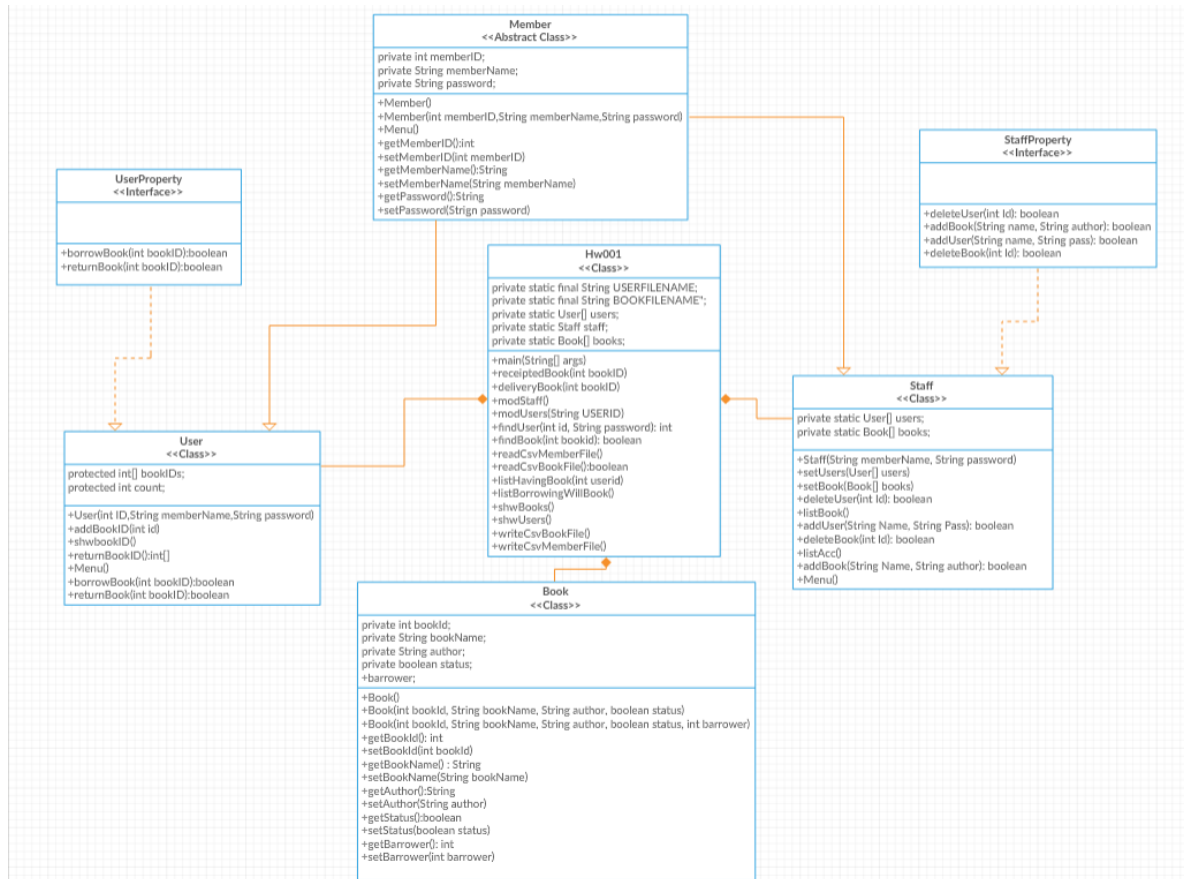 Member
<<Abstract Class>>
private int memberID;
private String memberName;
private String password;
+Member()
+Member(int memberID,String memberName,String password)
+Menu()
+getMemberID():int
+setMemberID(int memberID)
+getMemberName():String
+setMemberName(String memberName)
+getPassword():String
+setPassword(Strign password)
UserProperty
<<Interface>>
+borrowBook(int bookID):boolean
+returnBook(int bookID):boolean
StaffProperty
<<Interface>>
+deleteUser(int Id): boolean
+addBook(String name, String author): boolean
+addUser(String name, String pass): boolean
+deleteBook(int Id): boolean
Hw001
<<Class>>
private static final String USERFILENAME;
private static final String BOOKFILENAME";
private static User[] users;
private static Staff staff;
private static Book[] books;
+main(String[] args)
+receiptedBook(int bookID)
+deliveryBook(int bookID)
+modStaff()
+modUsers(String USERID)
+findUser(int id, String password): int
+findBook(int bookid): boolean
+readCsvMemberFile()
+readCsvBookFile():boolean
+listHavingBook(int userid)
+listBorrowingWillBook()
+shwBooks()
+shwUsers()
+writeCsvBookFile()
+writeCsvMemberFile()
User
<<Class>>
protected int[] bookIDs;
protected int count;
+User(int ID,String memberName,String password)
+addBookID(int id)
+shwbookID()
+returnBookID():int[]
+Menu()
+borrowBook(int bookID):boolean
+returnBook(int bookID):boolean
Staff
<<Class>>
private static User[] users;
private static Book[] books;
+Staff(String memberName, String password)
+setUsers(User[] users)
+setBook(Book[] books)
+deleteUser(int Id): boolean
+listBook()
+addUser(String Name, String Pass): boolean
+deleteBook(int Id): boolean
+listAcc()
+addBook(String Name, String author): boolean
+Menu()
Book
<<Class>>
private int bookId;
private String bookName;
private String author;
private boolean status;
+barrower;
+Book()
+Book(int bookId, String bookName, String author, boolean status)
+Book(int bookId, String bookName, String author, boolean status, int barrower)
+getBookId(): int
+setBookId(int bookId)
+getBookName() : String
+setBookName(String bookName)
+getAuthor():String
+setAuthor(String author)
+getStatus():boolean
+setStatus(boolean status)
+getBarrower(): int
+setBarrower(int barrower)